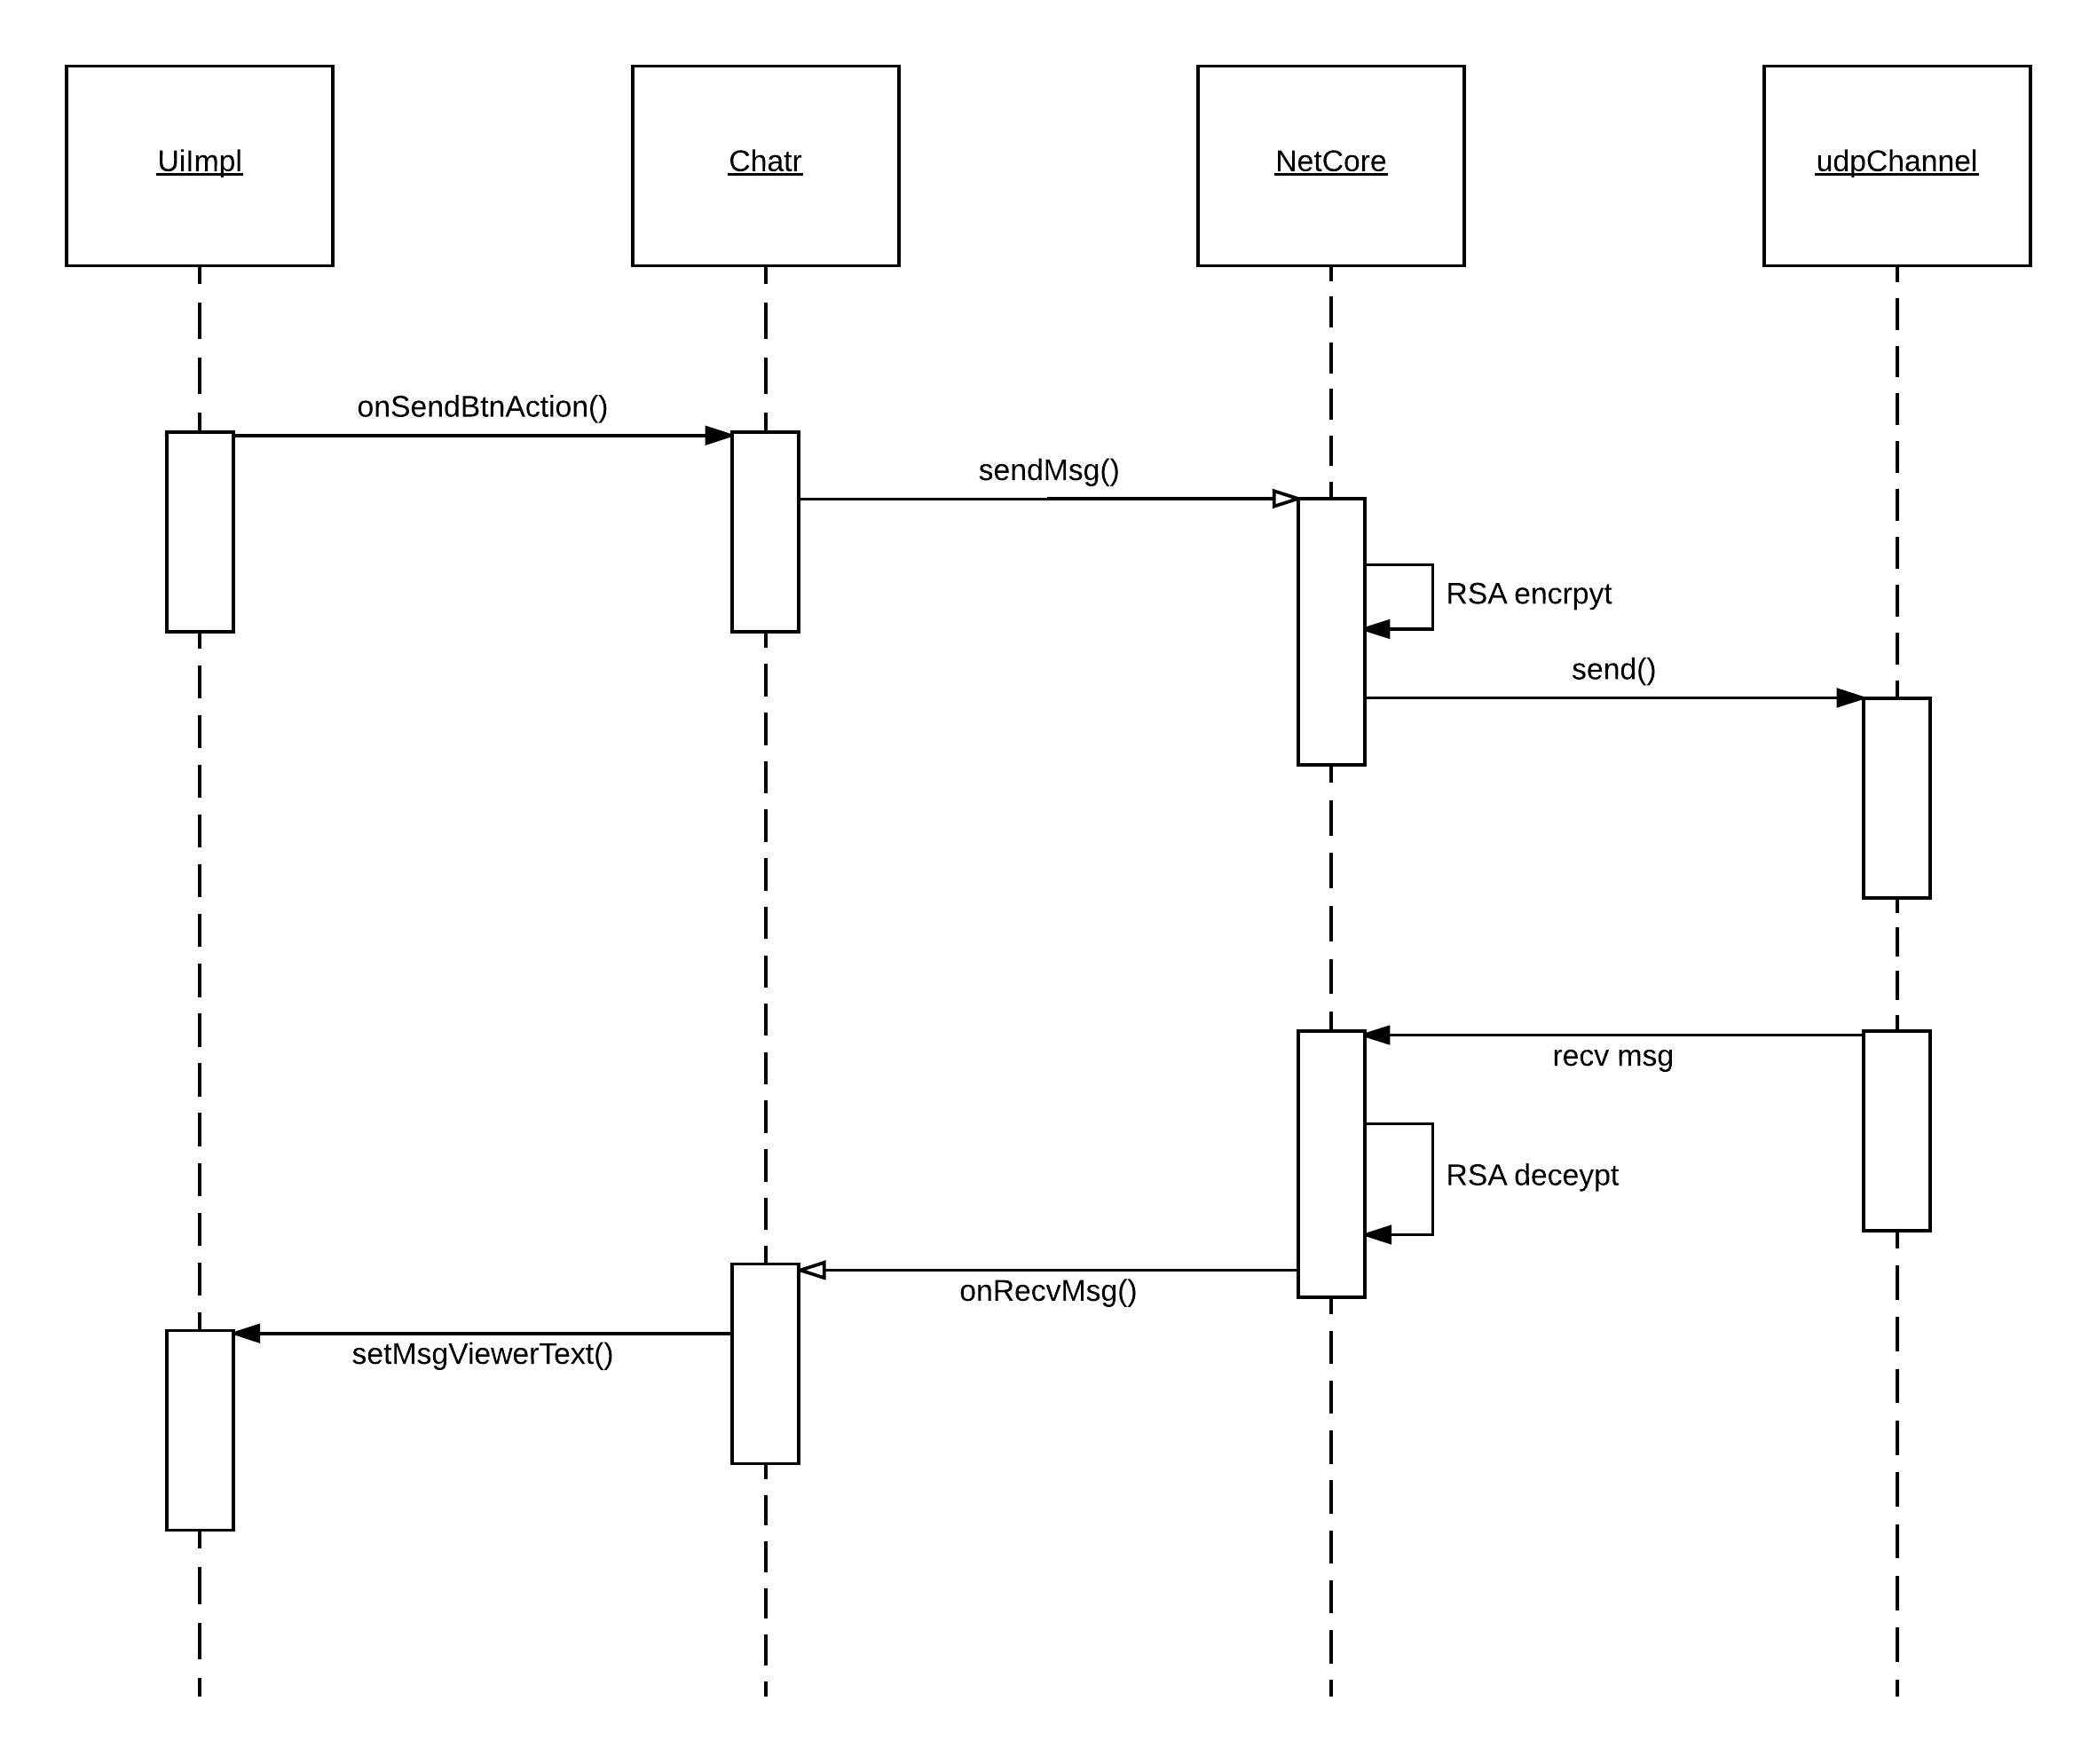 UiImpl
Chatr
NetCore
udpChannel
onSendBtnAction()
sendMsg()
RSA encrpyt
send()
recv msg
RSA deceypt
onRecvMsg()
setMsgViewerText()